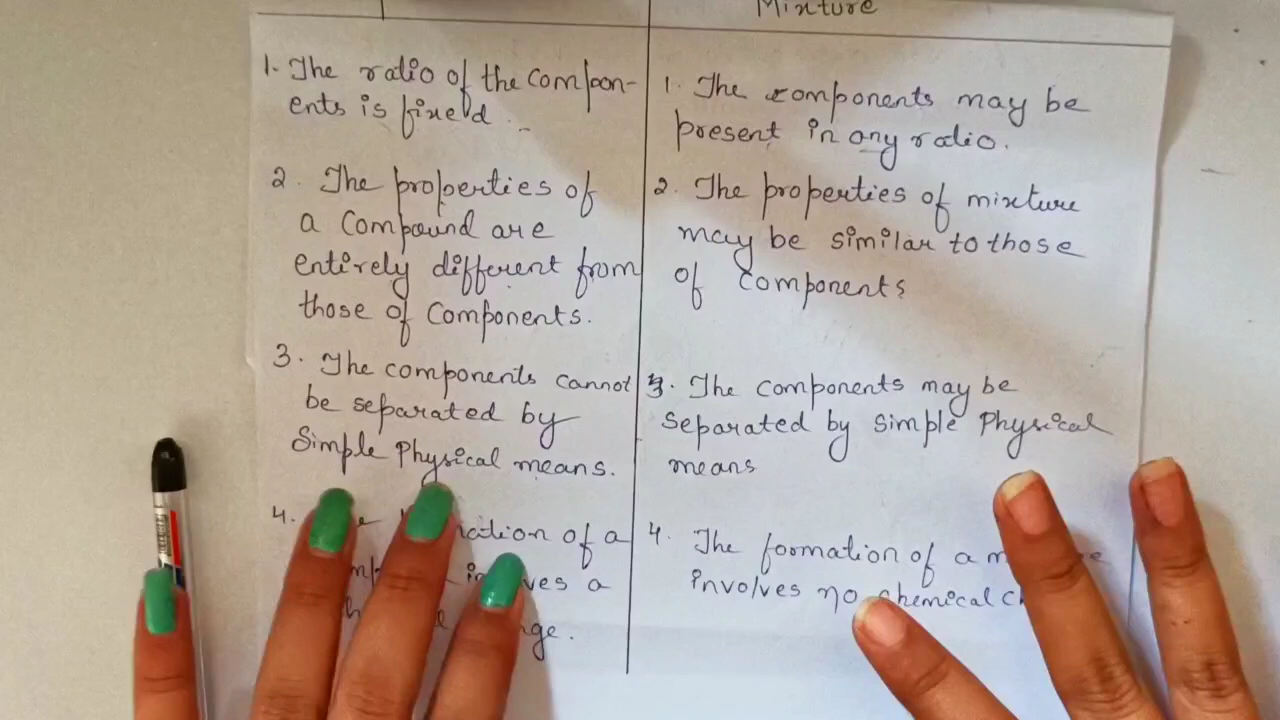 Mixture
1. The ratio of the compon-
ents is fixed.
2. The properties of
a compound are
entirely different from
those of components.
3. The components cannot
be separated by
Simple Physical means.
4. of a
a
1. The components may be
present in any ratio.
2. The properties of mixture
may be similar to those
of components
3. The components may be
separated by simple Physical
means
4. The formation of a
involves no chemical